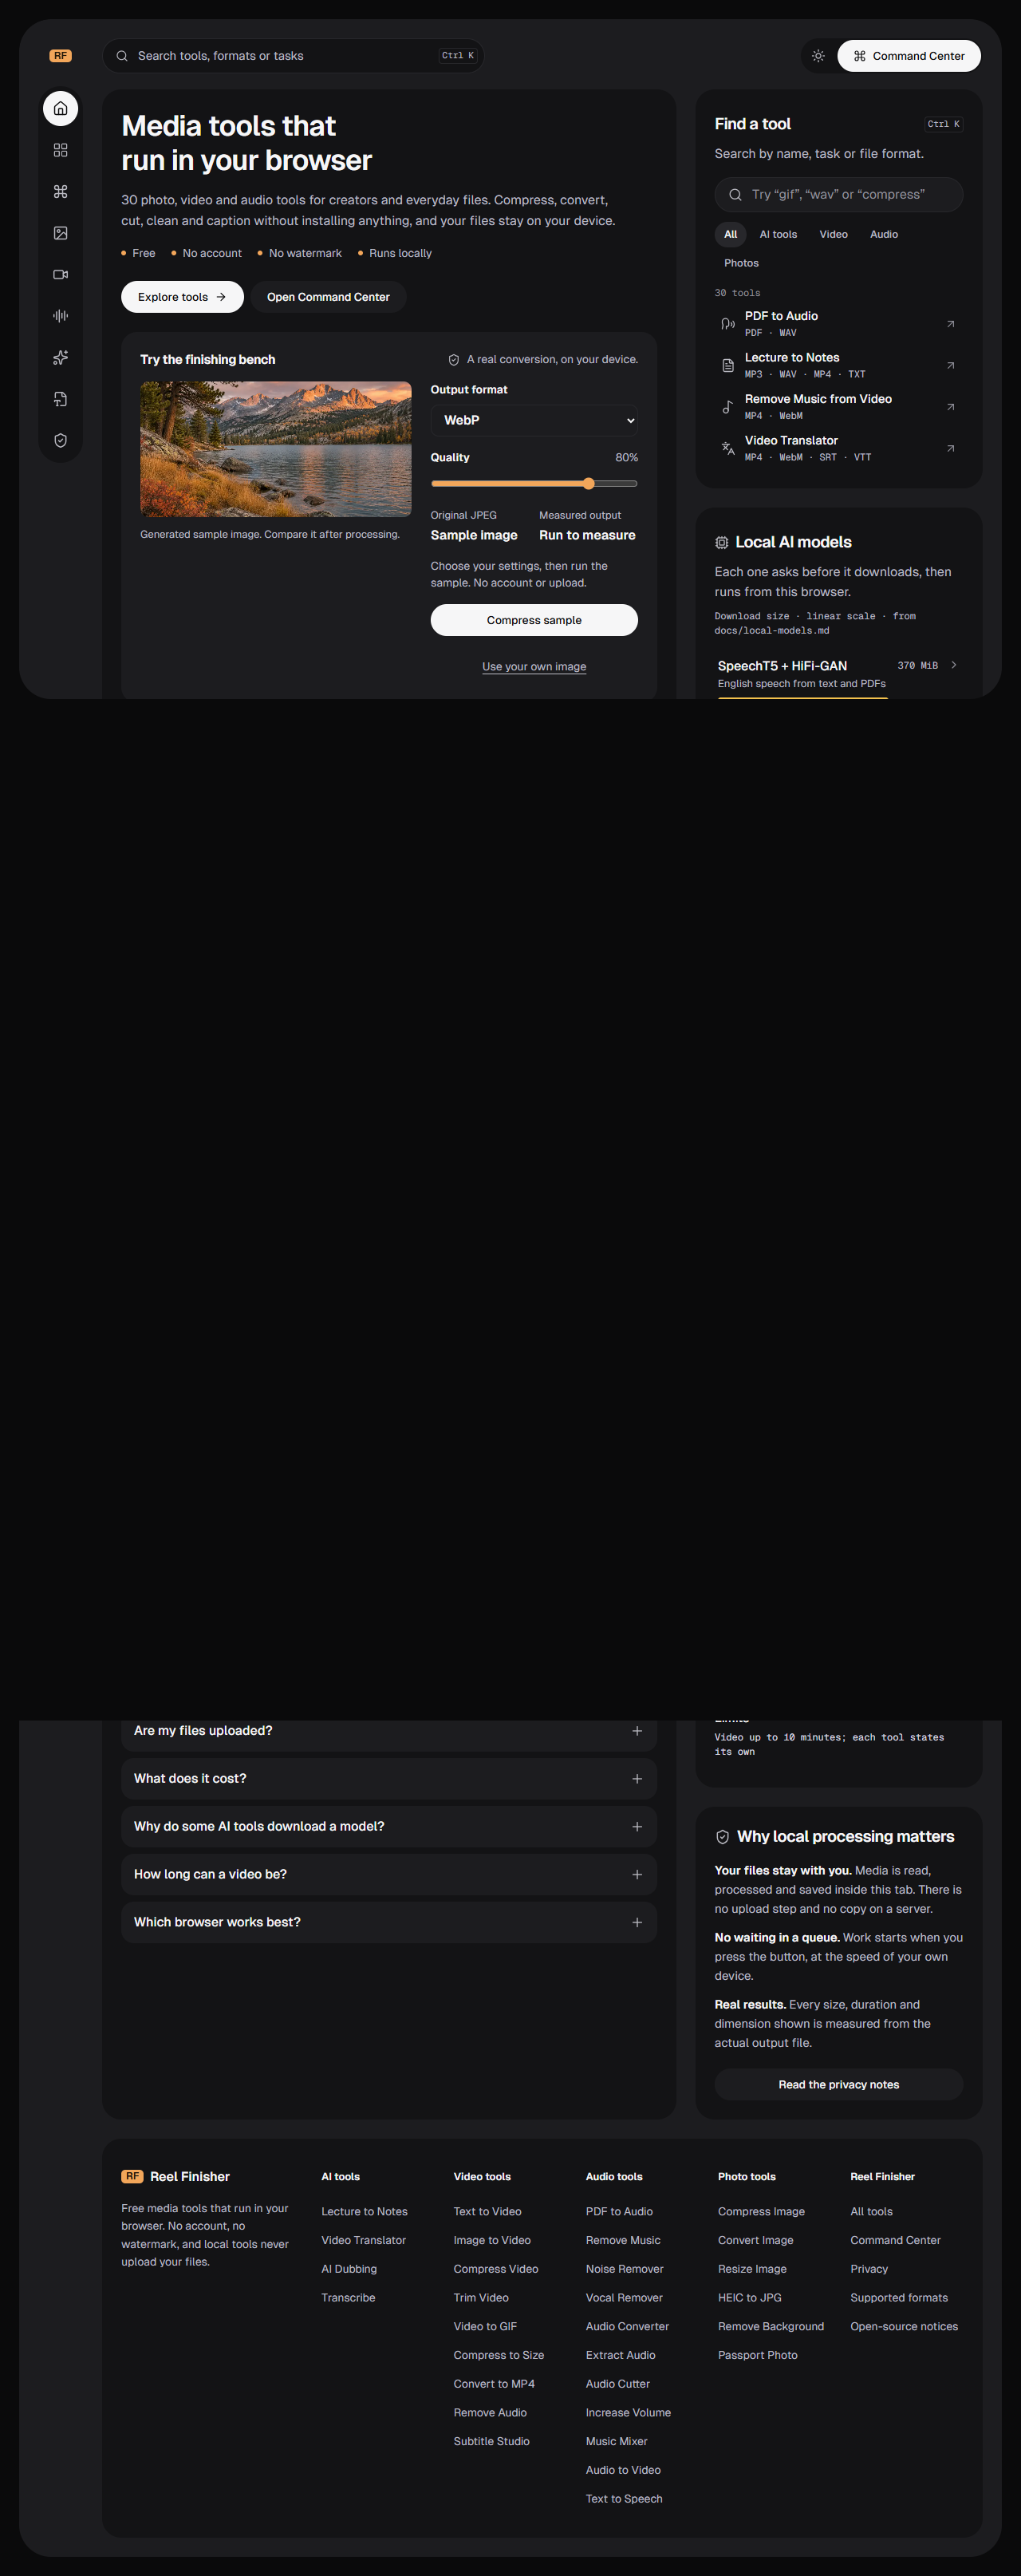 RF
Search tools, formats or tasks
Ctrl K
Command Center
Media tools that
run in your browser
30 photo, video and audio tools for creators and everyday files. Compress, convert,
cut, clean and caption without installing anything, and your files stay on your device.
Free
No account
No watermark
Runs locally
Explore tools
Open Command Center
Try the finishing bench
A real conversion, on your device.
Generated sample image. Compare it after processing.
Output format
WebP
Quality
80%
Original JPEG
Sample image
Measured output
Run to measure
Choose your settings, then run the
sample. No account or upload.
Compress sample
Use your own image
Find a tool
Ctrl K
Search by name, task or file format.
Try “gif”, “wav” or “compress”
All
AI tools
Video
Audio
Photos
30 tools
PDF to Audio
PDF · WAV
Lecture to Notes
MP3 · WAV · MP4 · TXT
Remove Music from Video
MP4 · WebM
Video Translator
MP4 · WebM · SRT · VTT
Local AI models
Each one asks before it downloads, then
runs from this browser.
Download size · linear scale · from
docs/local-models.md
SpeechT5 + HiFi-GAN
370 MiB
English speech from text and PDFs
Are my files uploaded?
What does it cost?
Why do some AI tools download a model?
How long can a video be?
Which browser works best?
Video up to 10 minutes; each tool states
its own
Why local processing matters
Your files stay with you. Media is read,
processed and saved inside this tab. There is
no upload step and no copy on a server.
No waiting in a queue. Work starts when you
press the button, at the speed of your own
device.
Real results. Every size, duration and
dimension shown is measured from the
actual output file.
Read the privacy notes
RF Reel Finisher
Free media tools that run in your
browser. No account, no
watermark, and local tools never
upload your files.
AI tools
Lecture to Notes
Video Translator
AI Dubbing
Transcribe
Video tools
Text to Video
Image to Video
Compress Video
Trim Video
Video to GIF
Compress to Size
Convert to MP4
Remove Audio
Subtitle Studio
Audio tools
PDF to Audio
Remove Music
Noise Remover
Vocal Remover
Audio Converter
Extract Audio
Audio Cutter
Increase Volume
Music Mixer
Audio to Video
Text to Speech
Photo tools
Compress Image
Convert Image
Resize Image
HEIC to JPG
Remove Background
Passport Photo
Reel Finisher
All tools
Command Center
Privacy
Supported formats
Open-source notices